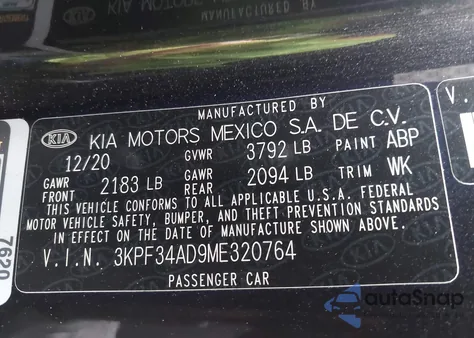 MANUFACTURED BY
KIA KIA MOTORS MEXICO S.A. DE C.V.
12/20 GVWR 3792 LB PAINT ABP
GAWR FRONT 2183 LB GAWR REAR 2094 LB TRIM WK
THIS VEHICLE CONFORMS TO ALL APPLICABLE U.S.A. FEDERAL
MOTOR VEHICLE SAFETY, BUMPER, AND THEFT PREVENTION STANDARDS
IN EFFECT ON THE DATE OF MANUFACTURE SHOWN ABOVE.
V.I.N. 3KPF34AD9ME320764
PASSENGER CAR
7620
V.
autoSnap